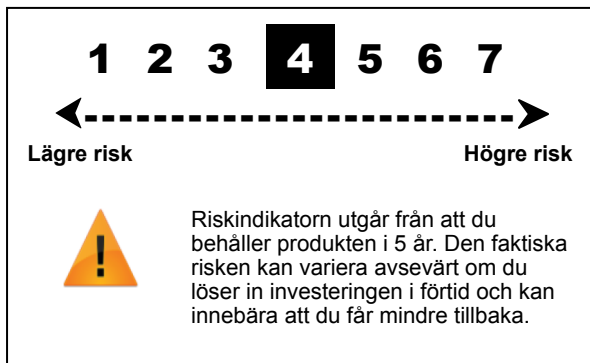 1 2 3 4 5 6 7
Lägre risk Högre risk
!
Riskindikatorn utgår från att du
behåller produkten i 5 år. Den faktiska
risken kan variera avsevärt om du
löser in investeringen i förtid och kan
innebära att du får mindre tillbaka.